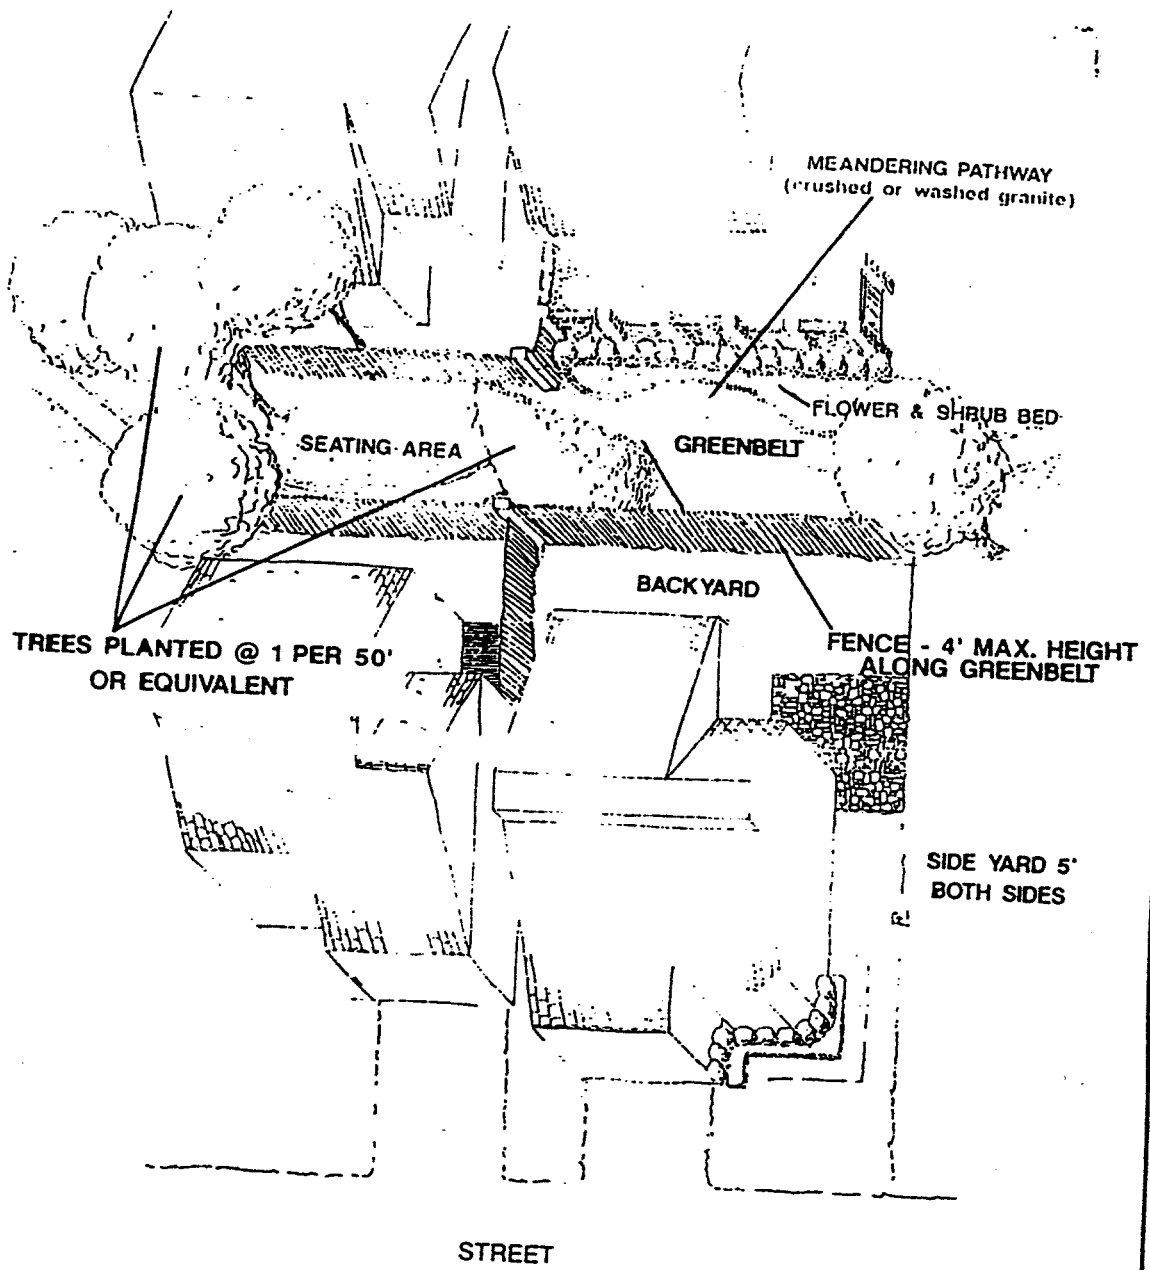 MEANDERING PATHWAY
(crushed or washed granite)
FLOWER & SHRUB BED
SEATING AREA
GREENBELT
BACKYARD
TREES PLANTED @ 1 PER 50'
OR EQUIVALENT
FENCE - 4' MAX. HEIGHT
ALONG GREENBELT
SIDE YARD 5'
BOTH SIDES
STREET